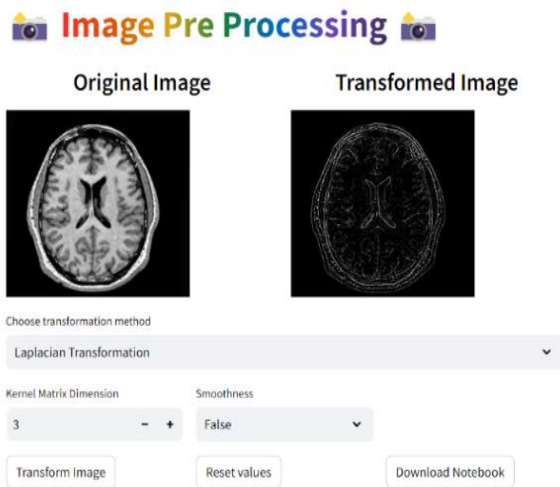 Image Pre Processing
Original Image
Transformed Image
Choose transformation method
Laplacian Transformation
Kernel Matrix Dimension
Smoothness
3 - +
False
Transform Image
Reset values
Download Notebook